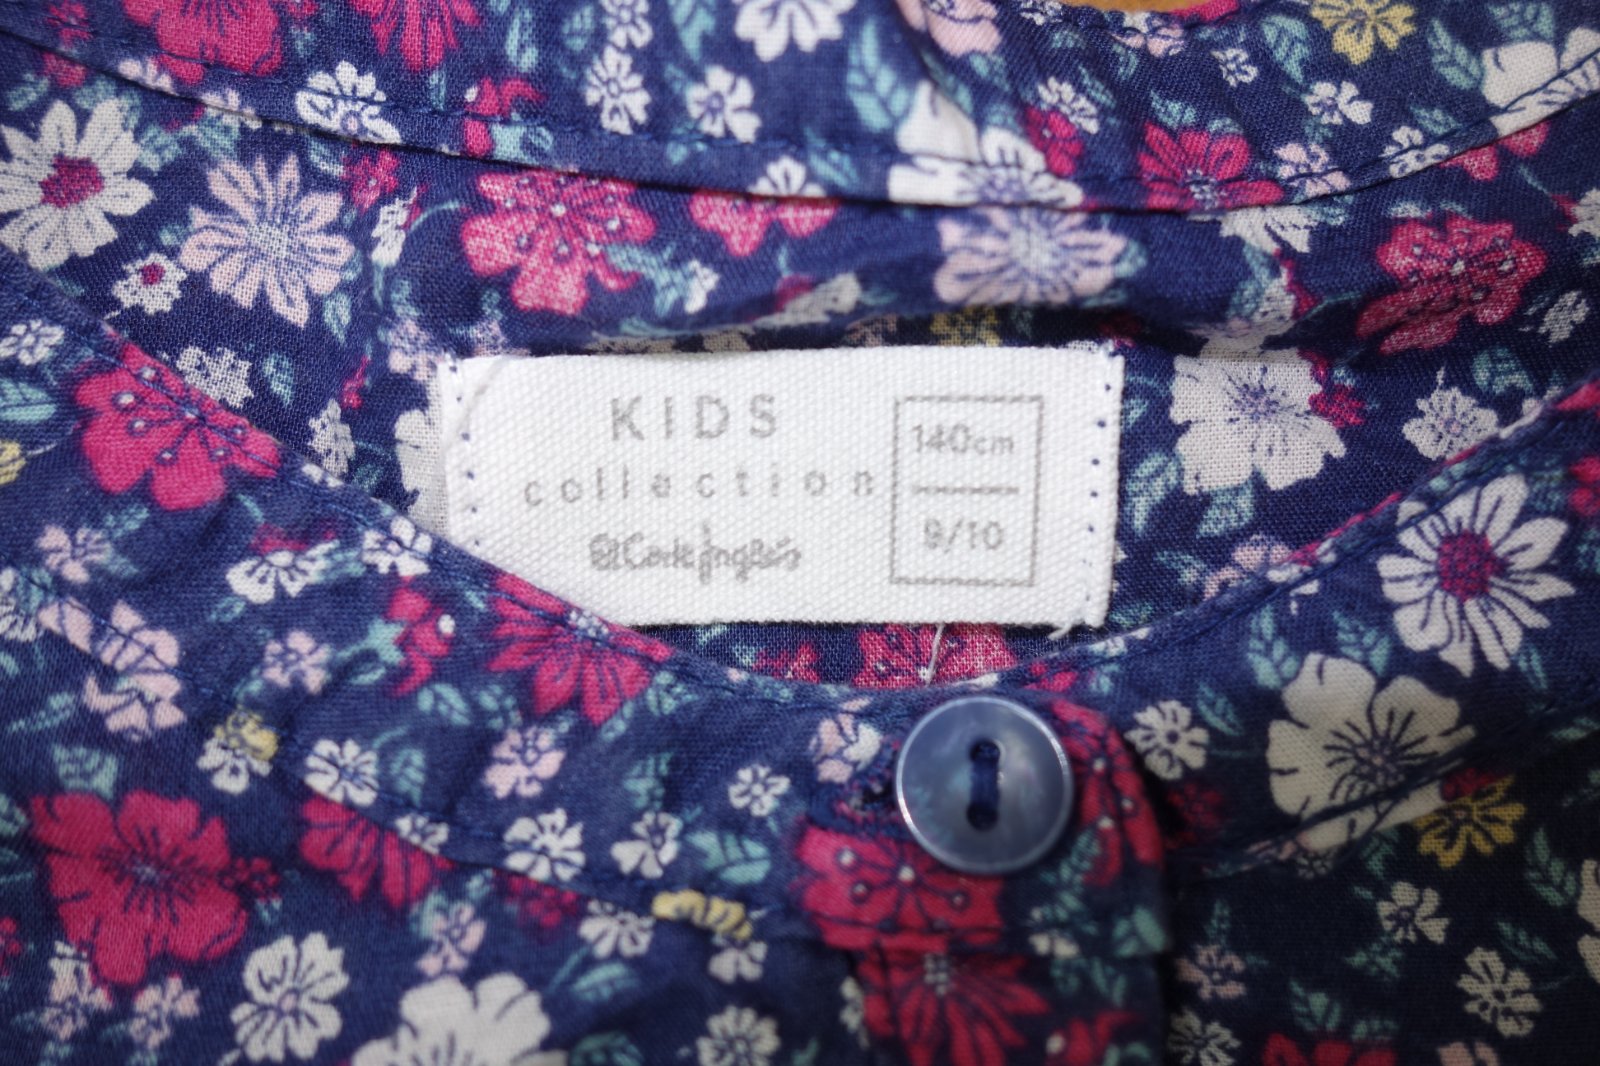 KIDS
collection
El Corte Inglés
140cm
9/10